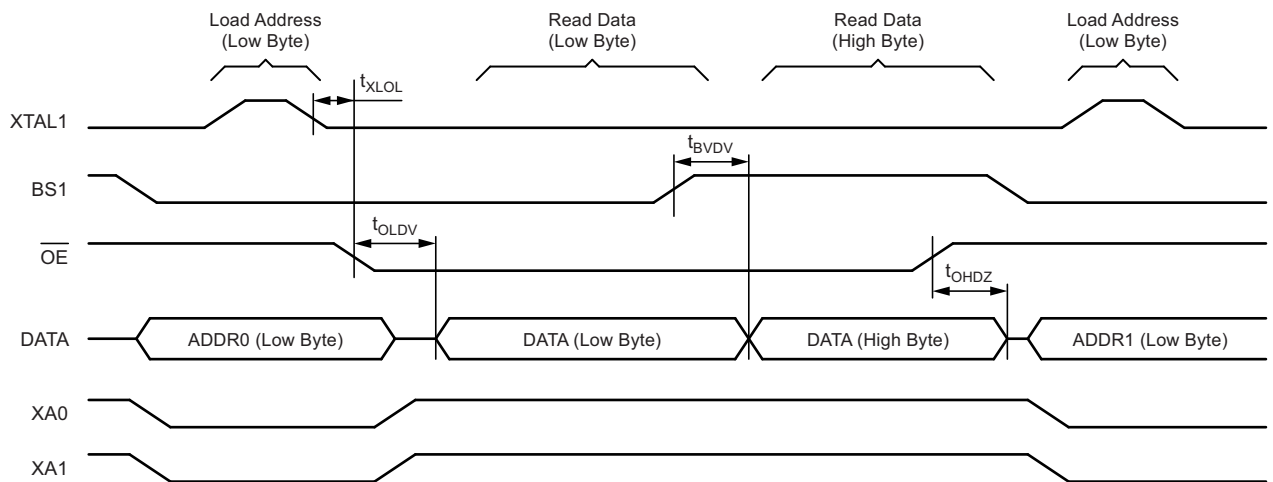 Load Address
(Low Byte)
Read Data
(Low Byte)
Read Data
(High Byte)
Load Address
(Low Byte)
tXLOL
XTAL1
tBVDV
BS1
tOLDV
OE
tOHDZ
DATA
ADDR0 (Low Byte)
DATA (Low Byte)
DATA (High Byte)
ADDR1 (Low Byte)
XA0
XA1